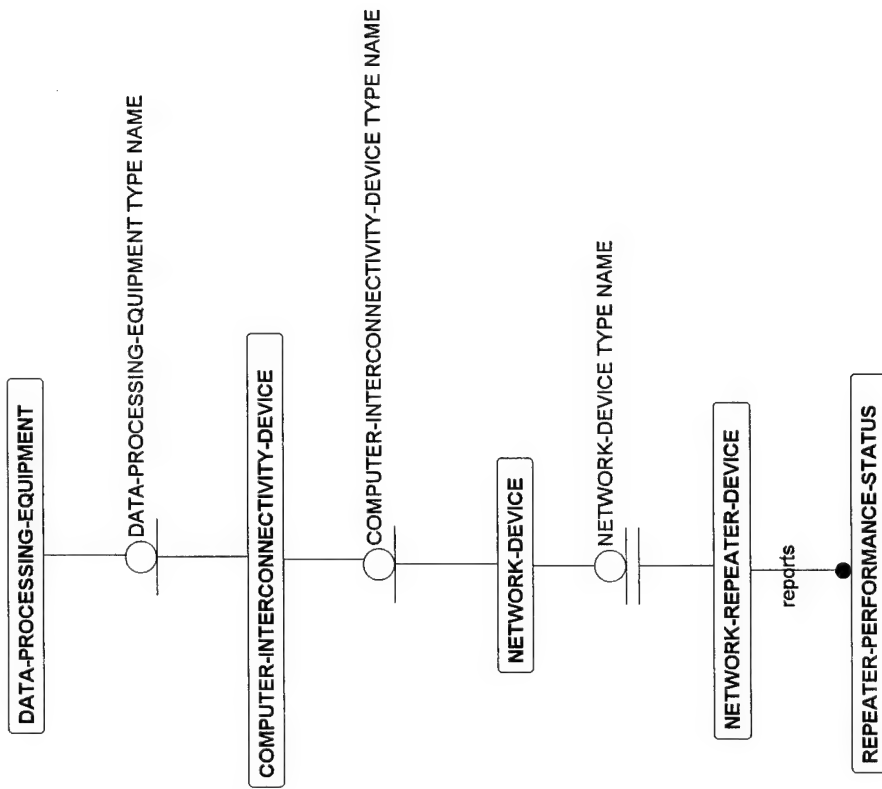 DATA-PROCESSING-EQUIPMENT
DATA-PROCESSING-EQUIPMENT TYPE NAME
COMPUTER-INTERCONNECTIVITY-DEVICE
COMPUTER-INTERCONNECTIVITY-DEVICE TYPE NAME
NETWORK-DEVICE
NETWORK-DEVICE TYPE NAME
NETWORK-REPEATER-DEVICE
reports
REPEATER-PERFORMANCE-STATUS